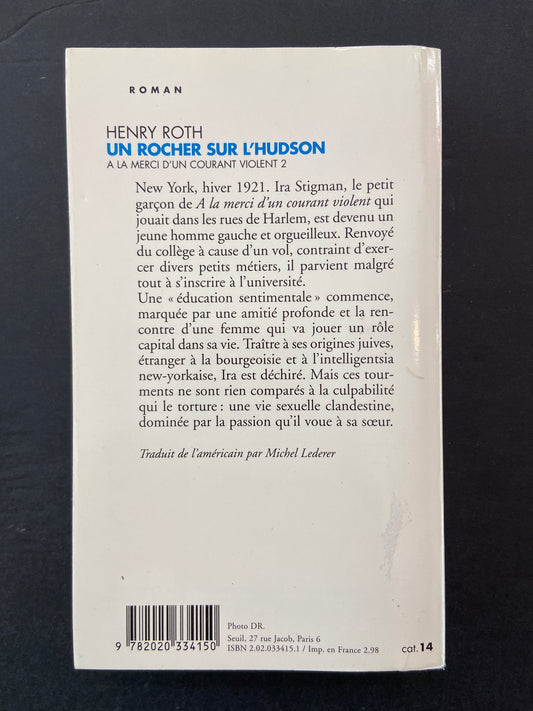 ROMAN
HENRY ROTH
UN ROCHER SUR L'HUDSON
A LA MERCI D'UN COURANT VIOLENT 2
New York, hiver 1921. Ira Stigman, le petit
garçon de A la merci d'un courant violent qui
jouait dans les rues de Harlem, est devenu un
jeune homme gauche et orgueilleux. Renvoyé
du collège à cause d'un vol, contraint d'exer-
cer divers petits métiers, il parvient malgré
tout à s'inscrire à l'université.
Une « éducation sentimentale » commence,
marquée par une amitié profonde et la ren-
contre d'une femme qui va jouer un rôle
capital dans sa vie. Traître à ses origines juives,
étranger à la bourgeoisie et à l'intelligentsia
new-yorkaise, Ira est déchiré. Mais ces tour-
ments ne sont rien comparés à la culpabilité
qui le torture : une vie sexuelle clandestine,
dominée par la passion qu'il voue à sa sœur.
Traduit de l'américain par Michel Lederer
Photo DR.
Seuil, 27 rue Jacob, Paris 6
ISBN 2.02.033415.1 / Imp. en France 2.98
9 782020 334150
cat. 14